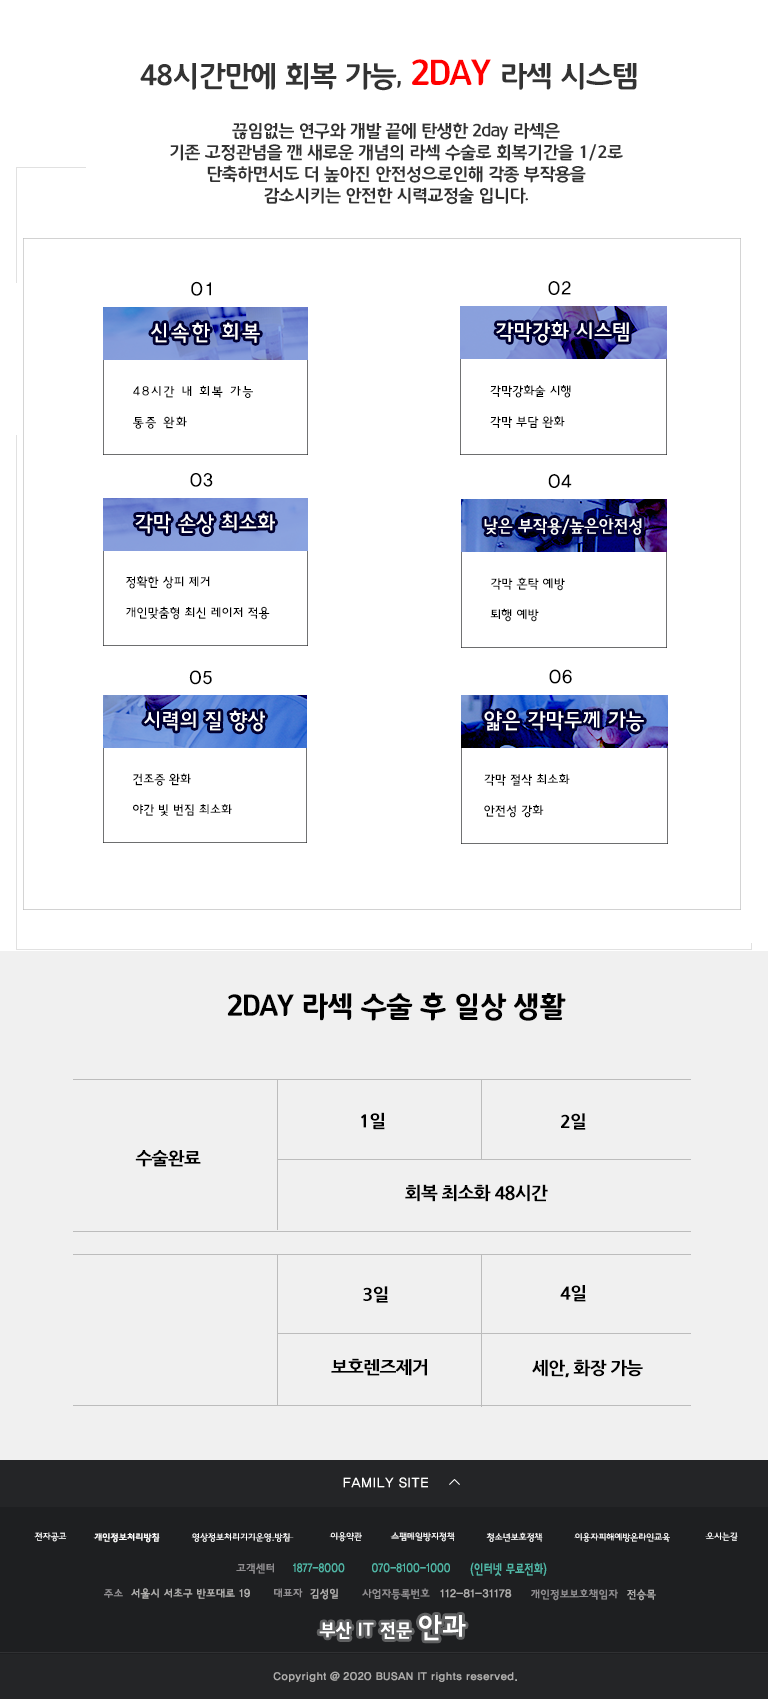 48시간만에 회복 가능, 2DAY 라섹 시스템
끊임없는 연구와 개발 끝에 탄생한 2day 라섹은
기존 고정관념을 깬 새로운 개념의 라섹 수술로 회복기간을 1/2로
단축하면서도 더 높아진 안전성으로인해 각종 부작용을
감소시키는 안전한 시력교정술 입니다.
01
신속한 회복
48시간 내 회복 가능
통증 완화
02
각막강화 시스템
각막강화술 시행
각막 부담 완화
03
각막 손상 최소화
정확한 상피 제거
개인맞춤형 최신 레이저 적용
04
낮은 부작용/높은안전성
각막 혼탁 예방
퇴행 예방
05
시력의 질 향상
건조증 완화
야간 빛 번짐 최소화
06
얇은 각막두께 가능
각막 절삭 최소화
안전성 강화
2DAY 라섹 수술 후 일상 생활
수술완료
1일
2일
회복 최소화 48시간
3일
4일
보호렌즈제거
세안, 화장 가능
FAMILY SITE
전자공고 개인정보처리방침 영상정보처리기기운영.방침. 이용약관 스팸메일방지정책 청소년보호정책 이용자피해예방온라인교육 오시는길
고객센터 1877-8000 070-8100-1000 (인터넷 무료전화)
주소 서울시 서초구 반포대로 19 대표자 김성일 사업자등록번호 112-81-31178 개인정보보호책임자 전승목
부산 IT 전문 안과
Copyright @ 2020 BUSAN IT rights reserved.